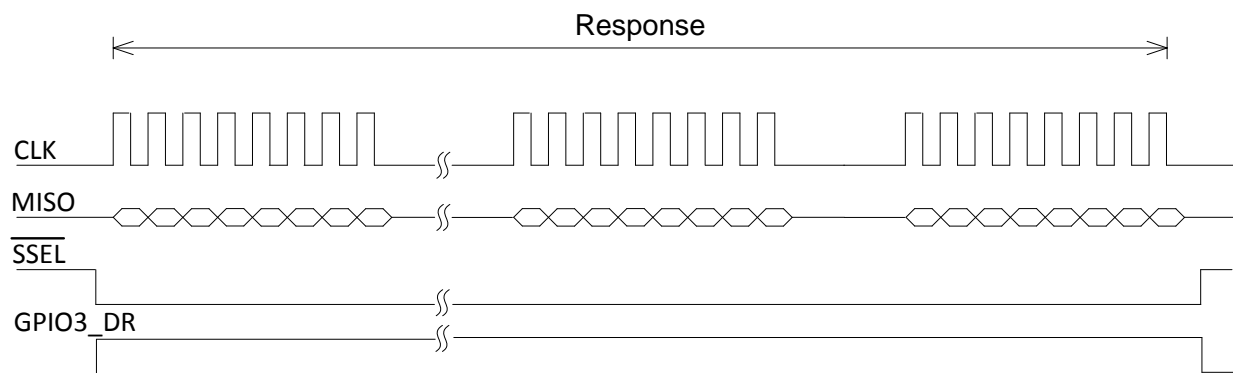 Response
CLK
MISO
SSEL
GPIO3_DR